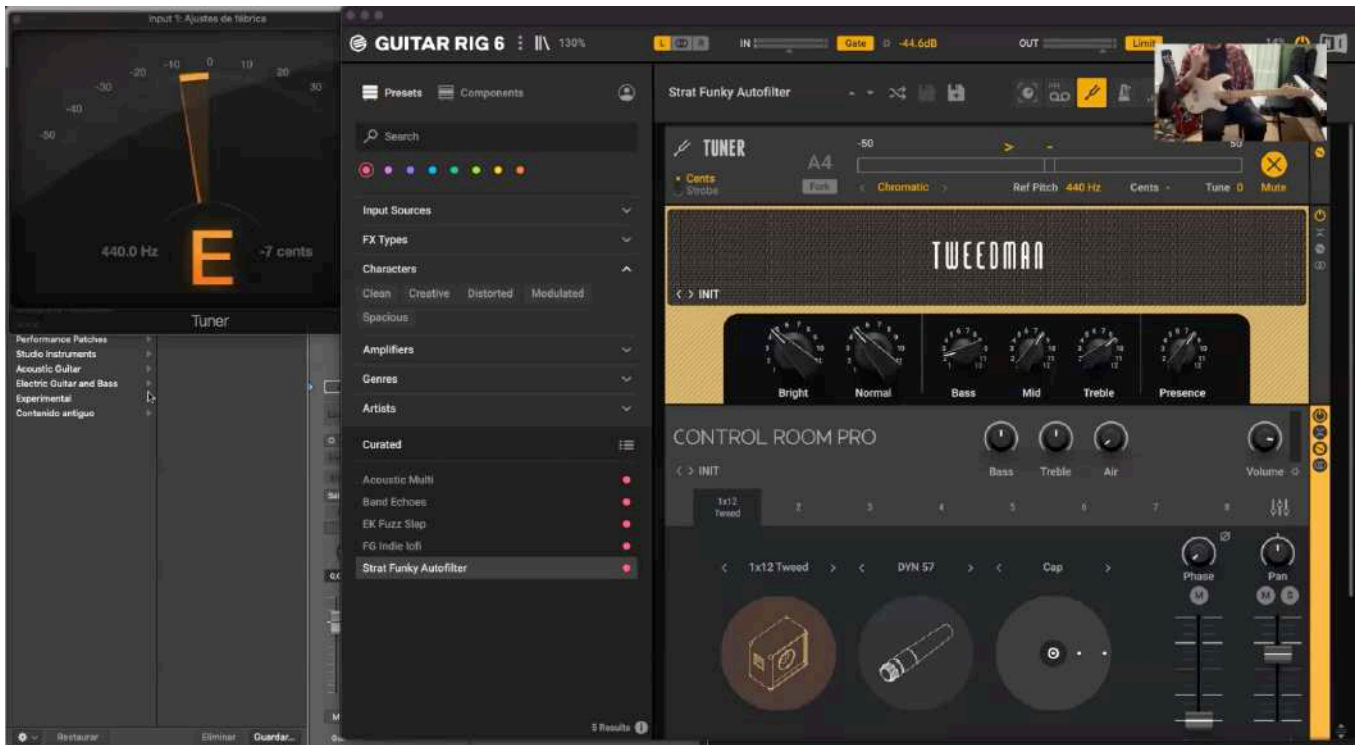 Input 1: Ajustes de fábrica
-50
-40
-30
-20
-10
0
10
20
30
440.0 Hz
E
-7 cents
Tuner
Performance Patches
Studio Instruments
Acoustic Guitar
Electric Guitar and Bass
Experimental
Contenido antiguo
Restaurar
Eliminar
Guardar...
GUITAR RIG 6
130%
L
R
IN
Gate
-44.6dB
OUT
Limit
Presets
Components
Search
Input Sources
FX Types
Characters
Clean Creative Distorted Modulated
Spacious
Amplifiers
Genres
Artists
Curated
Acoustic Multi
Band Echoes
EK Fuzz Slap
FG Indie lofi
Strat Funky Autofilter
5 Results
Strat Funky Autofilter
TUNER
Cents
Strobe
A4
Fork
-50
50
Chromatic
Ref Pitch 440 Hz
Cents -
Tune 0
Mute
TWEEDMAN
INIT
Bright
Normal
Bass
Mid
Treble
Presence
CONTROL ROOM PRO
INIT
Bass
Treble
Air
Volume
1x12
Tweed
2
3
4
5
6
7
8
1x12 Tweed
DYN 57
Cap
Phase
Pan
M
M S